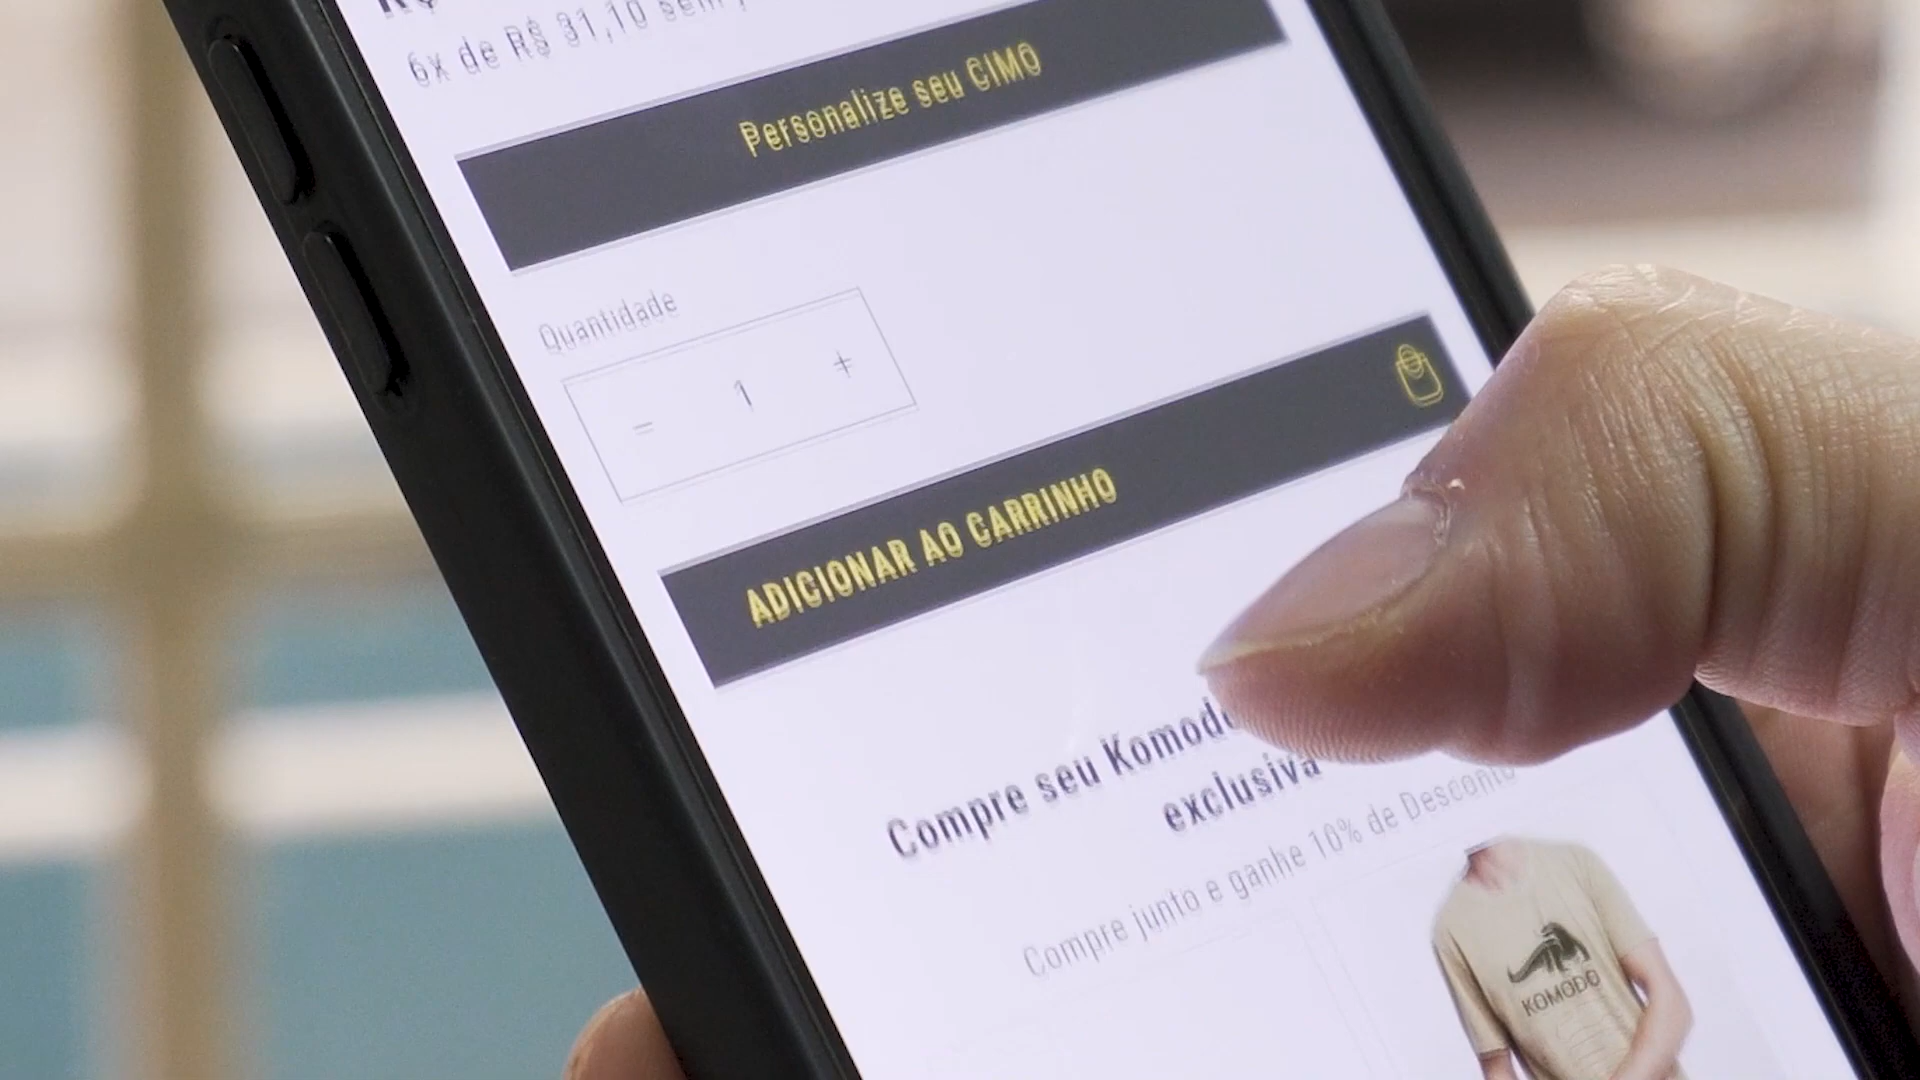 R$
6x de R$ 31,10 sem
Personalize seu CIMO
Quantidade
− 1 +
ADICIONAR AO CARRINHO
Compre seu Komodo
exclusiva
Compre junto e ganhe 10% de Desconto
KOMODO